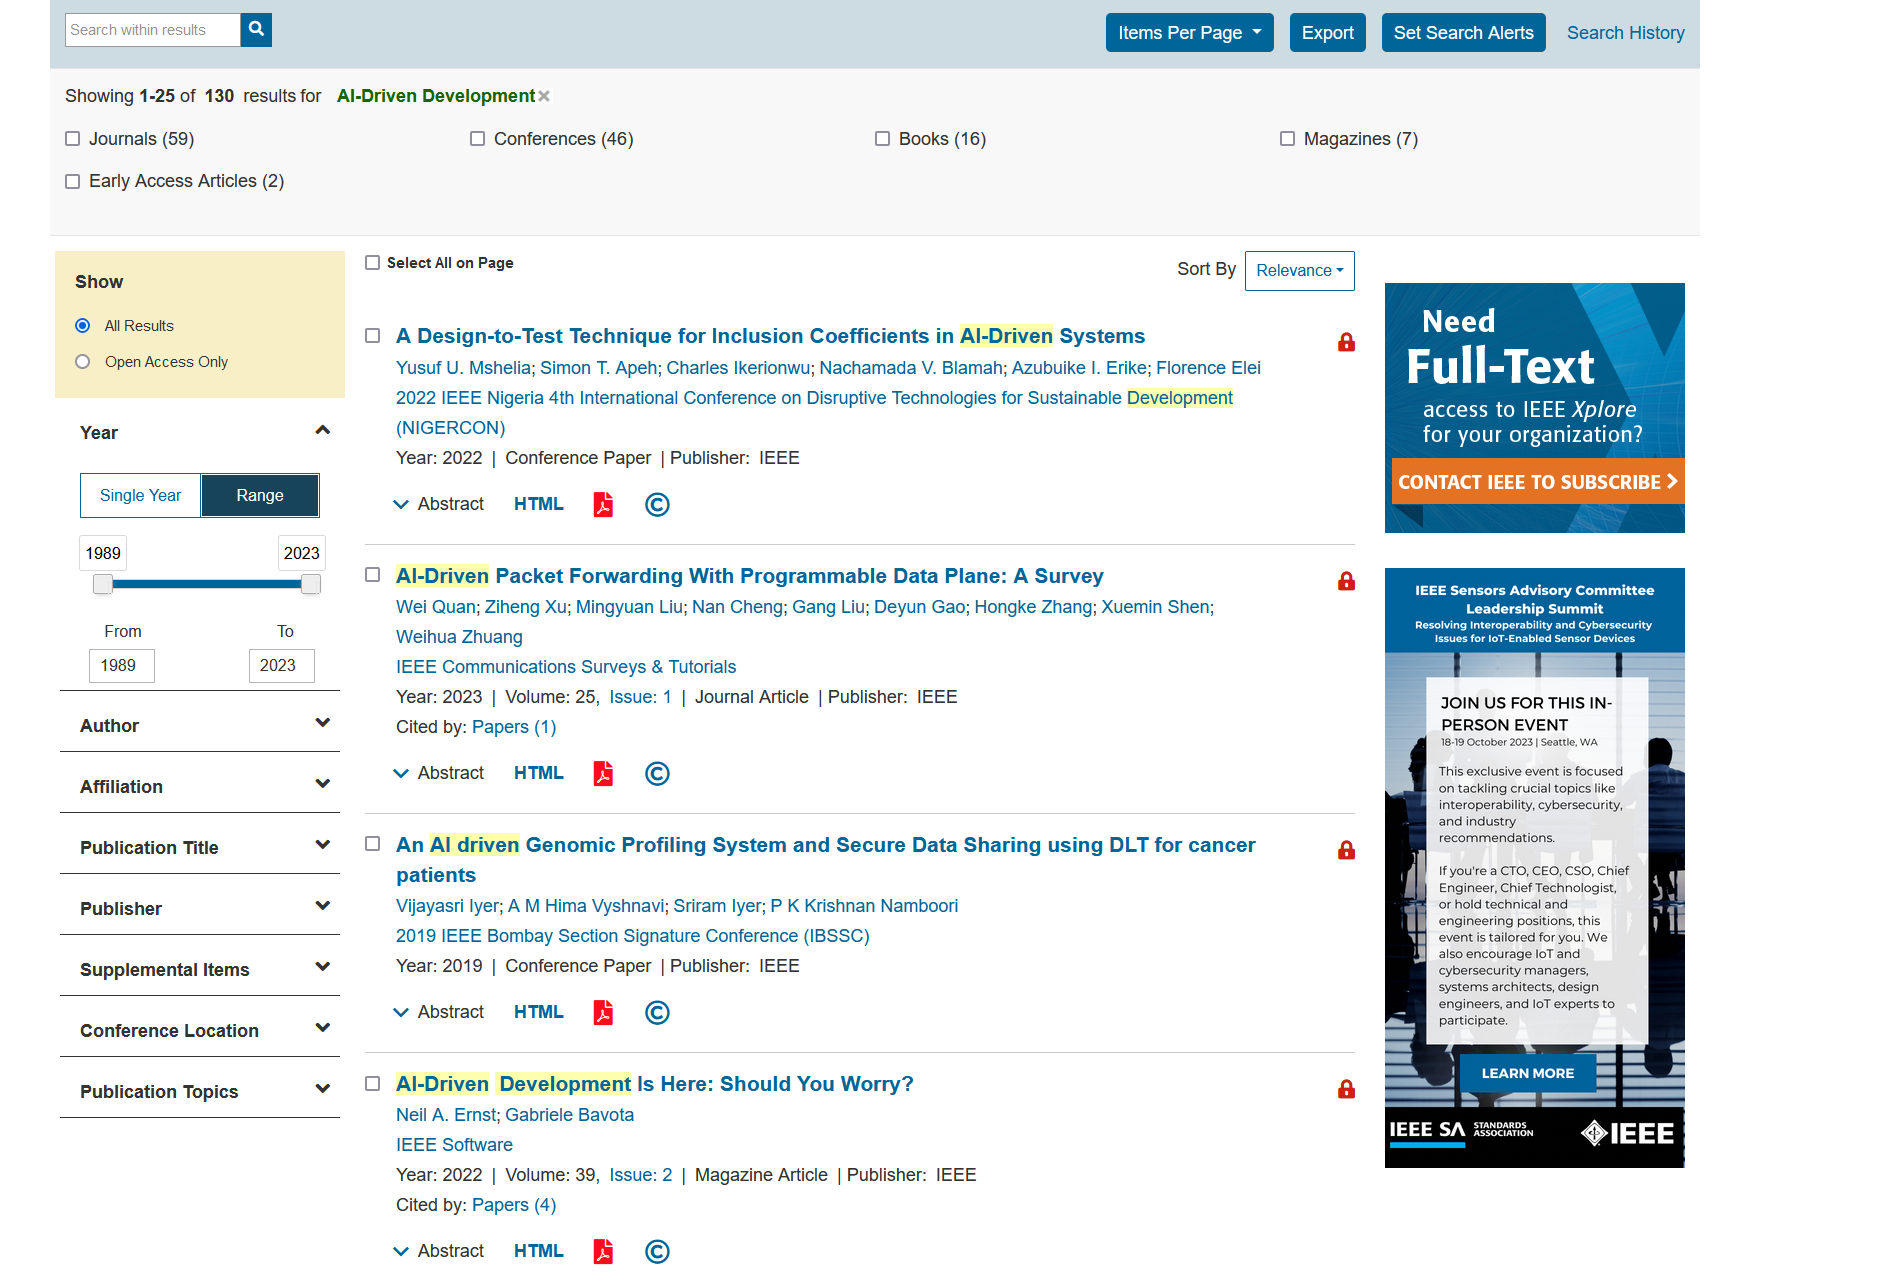 Search within results
Items Per Page
Export
Set Search Alerts
Search History
Showing 1-25 of 130 results for AI-Driven Development
Journals (59)
Conferences (46)
Books (16)
Magazines (7)
Early Access Articles (2)
Show
All Results
Open Access Only
Year
Single Year
Range
1989
2023
From
To
1989
2023
Author
Affiliation
Publication Title
Publisher
Supplemental Items
Conference Location
Publication Topics
Select All on Page
Sort By
Relevance
A Design-to-Test Technique for Inclusion Coefficients in AI-Driven Systems
Yusuf U. Mshelia; Simon T. Apeh; Charles Ikerionwu; Nachamada V. Blamah; Azubuike I. Erike; Florence Elei
2022 IEEE Nigeria 4th International Conference on Disruptive Technologies for Sustainable Development
(NIGERCON)
Year: 2022 | Conference Paper | Publisher: IEEE
Abstract HTML ©
AI-Driven Packet Forwarding With Programmable Data Plane: A Survey
Wei Quan; Ziheng Xu; Mingyuan Liu; Nan Cheng; Gang Liu; Deyun Gao; Hongke Zhang; Xuemin Shen;
Weihua Zhuang
IEEE Communications Surveys & Tutorials
Year: 2023 | Volume: 25, Issue: 1 | Journal Article | Publisher: IEEE
Cited by: Papers (1)
Abstract HTML ©
An AI driven Genomic Profiling System and Secure Data Sharing using DLT for cancer
patients
Vijayasri Iyer; A M Hima Vyshnavi; Sriram Iyer; P K Krishnan Namboori
2019 IEEE Bombay Section Signature Conference (IBSSC)
Year: 2019 | Conference Paper | Publisher: IEEE
Abstract HTML ©
AI-Driven Development Is Here: Should You Worry?
Neil A. Ernst; Gabriele Bavota
IEEE Software
Year: 2022 | Volume: 39, Issue: 2 | Magazine Article | Publisher: IEEE
Cited by: Papers (4)
Abstract HTML ©
Need
Full-Text
access to IEEE Xplore
for your organization?
CONTACT IEEE TO SUBSCRIBE
IEEE Sensors Advisory Committee
Leadership Summit
Resolving Interoperability and Cybersecurity
Issues for IoT-Enabled Sensor Devices
JOIN US FOR THIS IN-
PERSON EVENT
18-19 October 2023 | Seattle, WA
This exclusive event is focused
on tackling crucial topics like
interoperability, cybersecurity,
and industry
recommendations.
If you're a CTO, CEO, CSO, Chief
Engineer, Chief Technologist,
or hold technical and
engineering positions, this
event is tailored for you. We
also encourage IoT and
cybersecurity managers,
systems architects, design
engineers, and IoT experts to
participate.
LEARN MORE
IEEE SA
STANDARDS
ASSOCIATION
IEEE